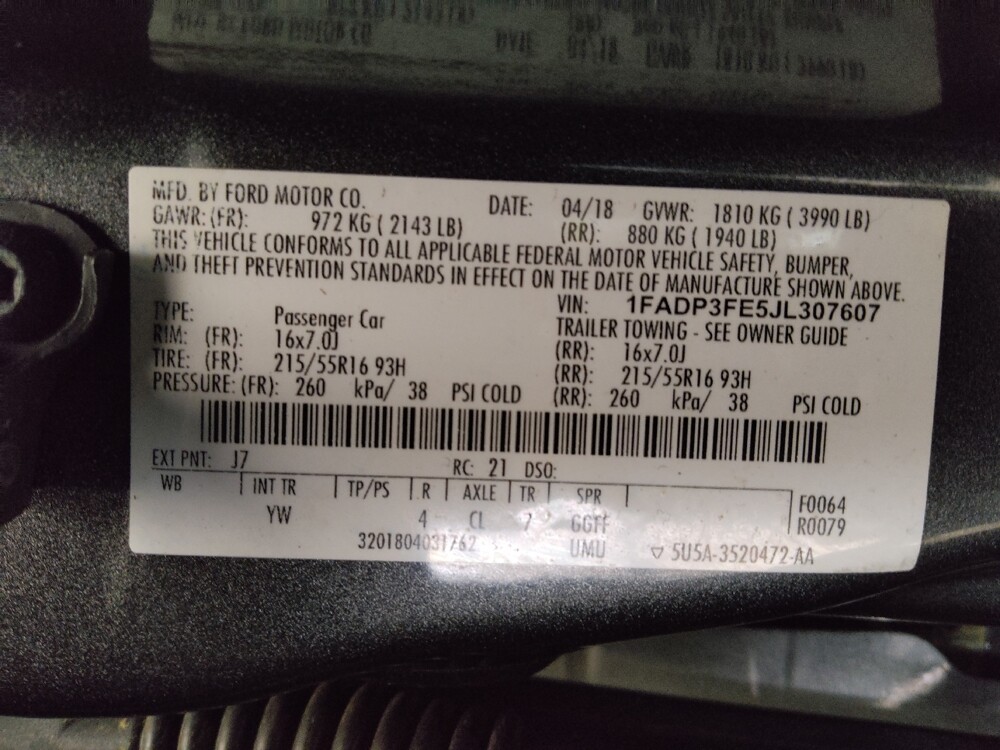 MFD. BY FORD MOTOR CO. DATE: 04/18 GVWR: 1810 KG ( 3990 LB)
GAWR: (FR): 972 KG ( 2143 LB) (RR): 880 KG ( 1940 LB)
THIS VEHICLE CONFORMS TO ALL APPLICABLE FEDERAL MOTOR VEHICLE SAFETY, BUMPER,
AND THEFT PREVENTION STANDARDS IN EFFECT ON THE DATE OF MANUFACTURE SHOWN ABOVE.
VIN: 1FADP3FE5JL307607
TYPE: Passenger Car TRAILER TOWING - SEE OWNER GUIDE
RIM: (FR): 16x7.0J (RR): 16x7.0J
TIRE: (FR): 215/55R16 93H (RR): 215/55R16 93H
PRESSURE: (FR): 260 kPa/ 38 PSI COLD (RR): 260 kPa/ 38 PSI COLD
EXT PNT: J7 RC: 21 DSO:
WB INT TR TP/PS R AXLE TR SPR F0064
YW 4 CL 7 GGFF R0079
3201804031762 UMU ▽ 5U5A-3520472-AA